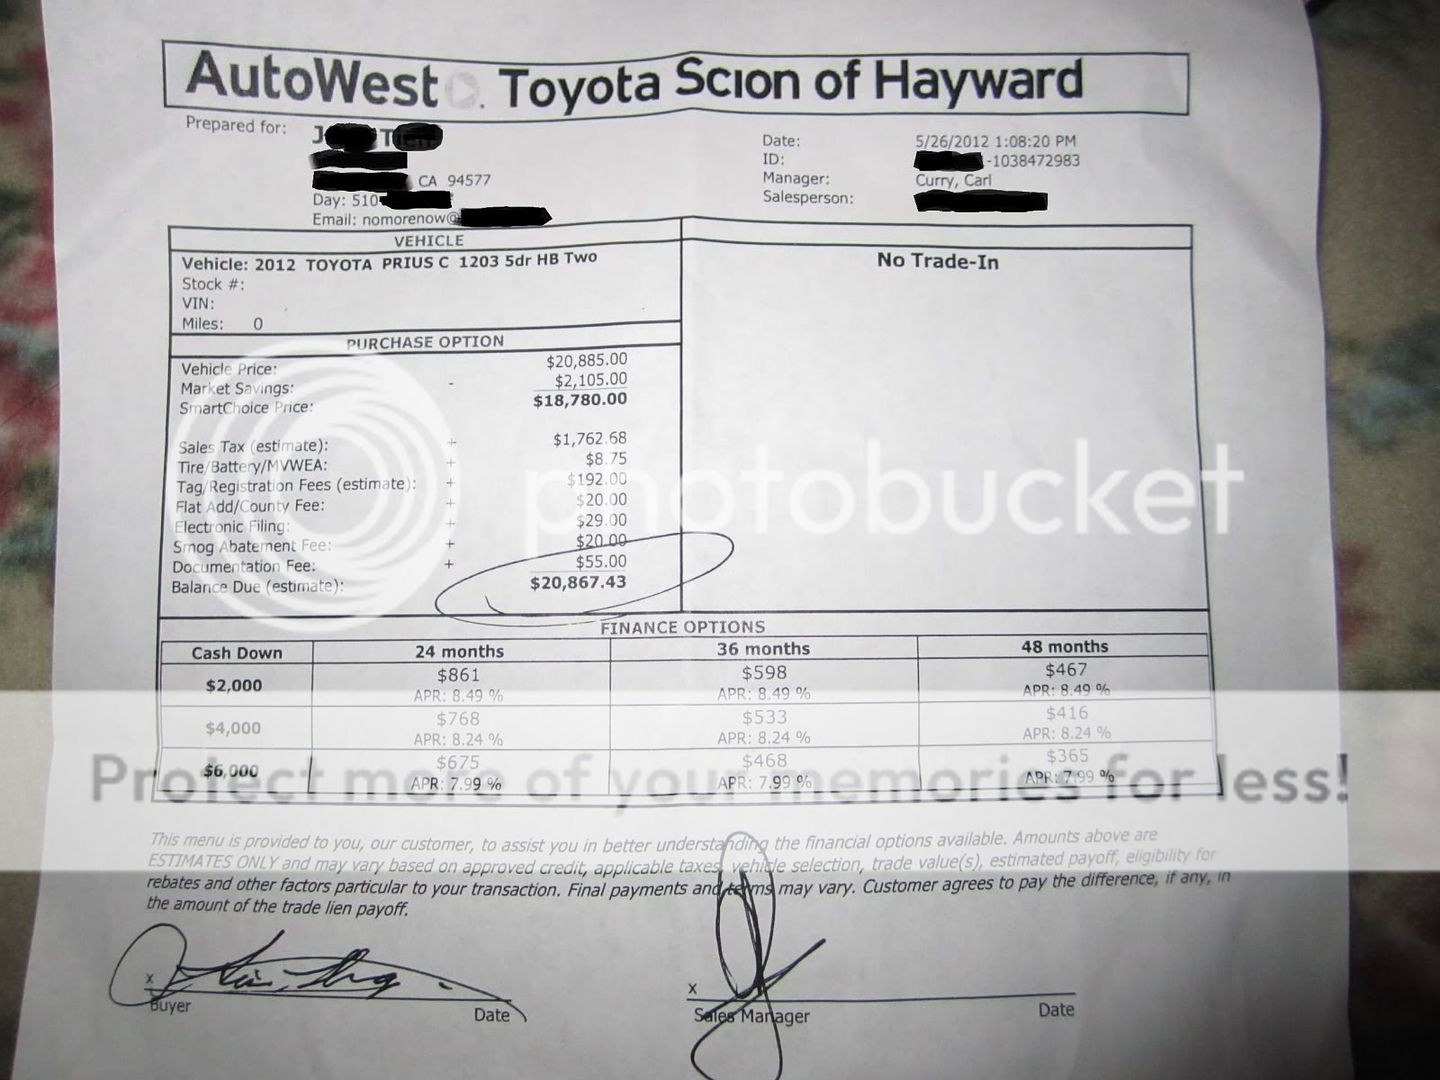 AutoWest Toyota Scion of Hayward
Prepared for:
Date: 5/26/2012 1:08:20 PM
ID: -1038472983
CA 94577
Manager: Curry, Carl
Day: 510-
Salesperson:
Email: nomorenow@
VEHICLE
Vehicle: 2012 TOYOTA PRIUS C 1203 5dr HB Two
No Trade-In
Stock #:
VIN:
Miles: 0
PURCHASE OPTION
Vehicle Price: $20,885.00
Market Savings: - $2,105.00
SmartChoice Price: $18,780.00
Sales Tax (estimate): + $1,762.68
Tire/Battery/MVWEA: + $8.75
Tag/Registration Fees (estimate): + $192.00
Flat Add/County Fee: + $20.00
Electronic Filing: + $29.00
Smog Abatement Fee: + $20.00
Documentation Fee: + $55.00
Balance Due (estimate): $20,867.43
photobucket
FINANCE OPTIONS
Cash Down 24 months 36 months 48 months
$2,000 $861 $598 $467
APR: 8.49 % APR: 8.49 % APR: 8.49 %
$4,000 $768 $533 $416
APR: 8.24 % APR: 8.24 % APR: 8.24 %
$6,000 $675 $468 $365
APR: 7.99 % APR: 7.99 % APR: 7.99 %
Protect more of your memories for less!
This menu is provided to you, our customer, to assist you in better understanding the financial options available. Amounts above are
ESTIMATES ONLY and may vary based on approved credit, applicable taxes, vehicle selection, trade value(s), estimated payoff, eligibility for
rebates and other factors particular to your transaction. Final payments and terms may vary. Customer agrees to pay the difference, if any, in
the amount of the trade lien payoff.
x
x
Buyer Date
Sales Manager Date